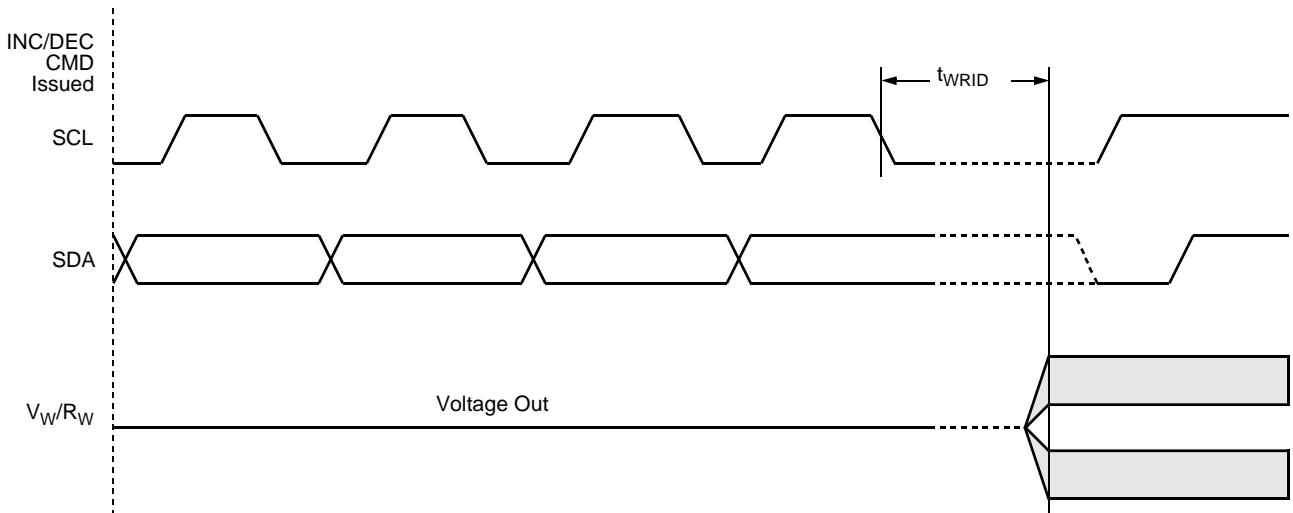 INC/DEC
CMD
Issued
tWRID
SCL
SDA
Voltage Out
VW/RW